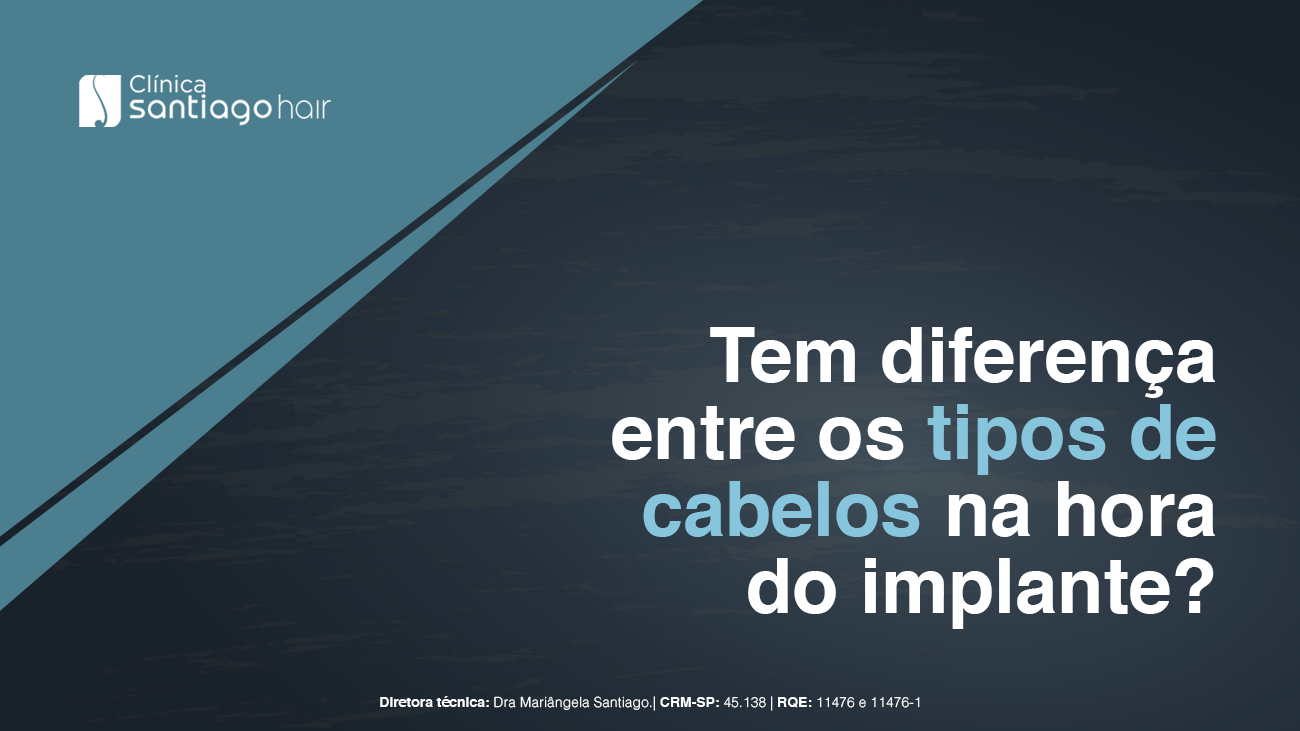 Clínica
santiago hair
Tem diferença
entre os tipos de
cabelos na hora
do implante?
Diretora técnica: Dra Mariângela Santiago.| CRM-SP: 45.138 | RQE: 11476 e 11476-1